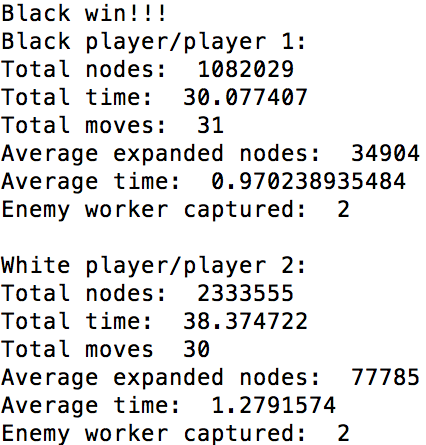 Black win!!!
Black player/player 1:
Total nodes:  1082029
Total time:  30.077407
Total moves:  31
Average expanded nodes:  34904
Average time:  0.970238935484
Enemy worker captured:  2

White player/player 2:
Total nodes:  2333555
Total time:  38.374722
Total moves  30
Average expanded nodes:  77785
Average time:  1.2791574
Enemy worker captured:  2